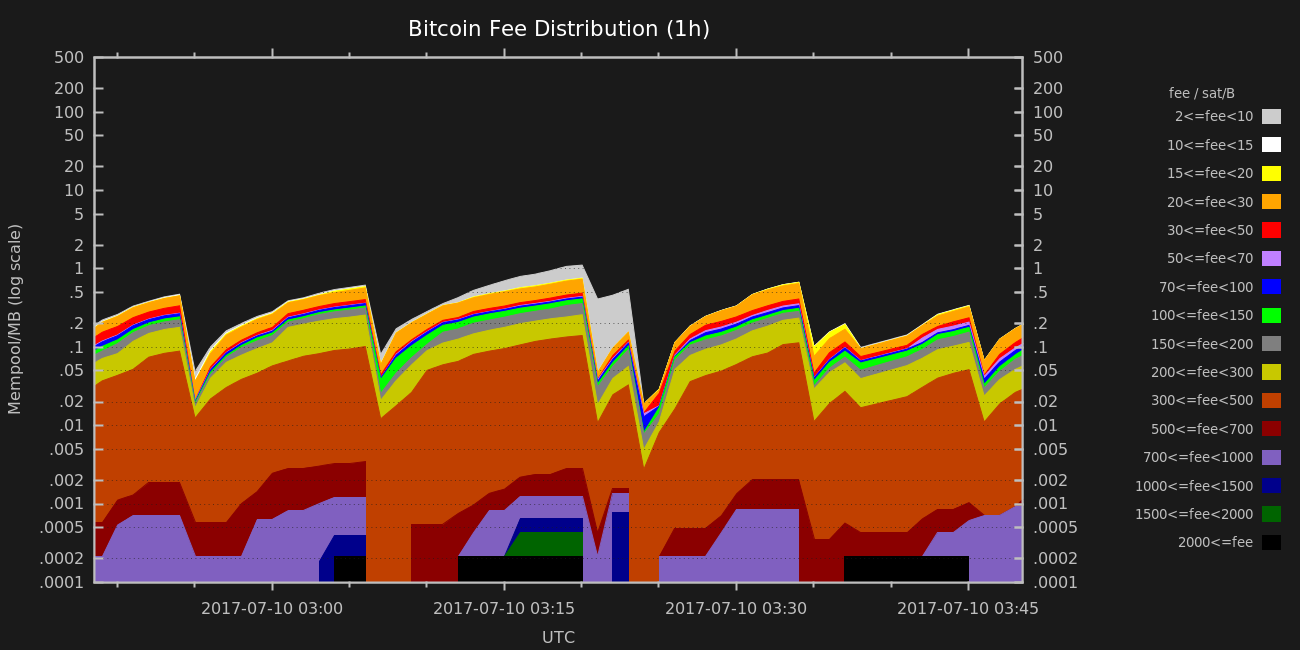 Bitcoin Fee Distribution (1h)
Mempool/MB (log scale)
500
200
100
50
20
10
5
2
1
.5
.2
.1
.05
.02
.01
.005
.002
.001
.0005
.0002
.0001
500
200
100
50
20
10
5
2
1
.5
.2
.1
.05
.02
.01
.005
.002
.001
.0005
.0002
.0001
2017-07-10 03:00
2017-07-10 03:15
2017-07-10 03:30
2017-07-10 03:45
UTC
fee / sat/B
2<=fee<10
10<=fee<15
15<=fee<20
20<=fee<30
30<=fee<50
50<=fee<70
70<=fee<100
100<=fee<150
150<=fee<200
200<=fee<300
300<=fee<500
500<=fee<700
700<=fee<1000
1000<=fee<1500
1500<=fee<2000
2000<=fee